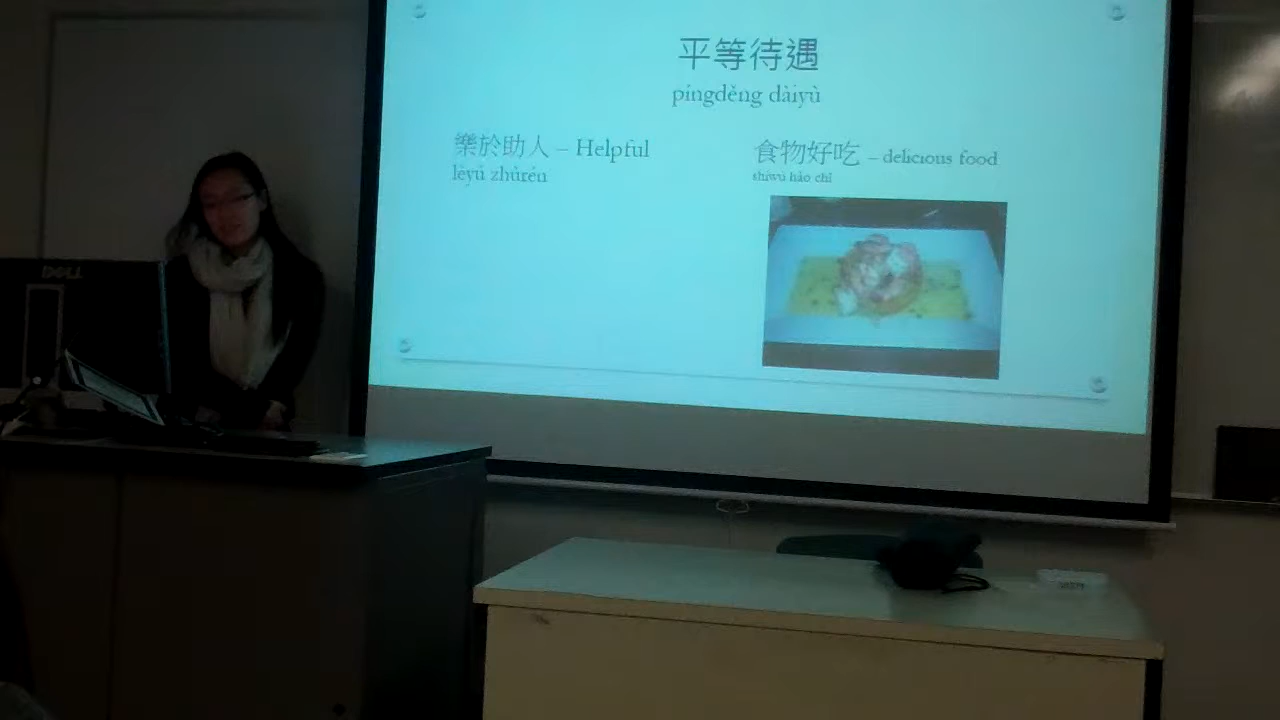 平等待遇
píngděng dàiyù
樂於助人 – Helpful
lèyú zhùrén
食物好吃 – delicious food
shíwù hǎo chī
DELL